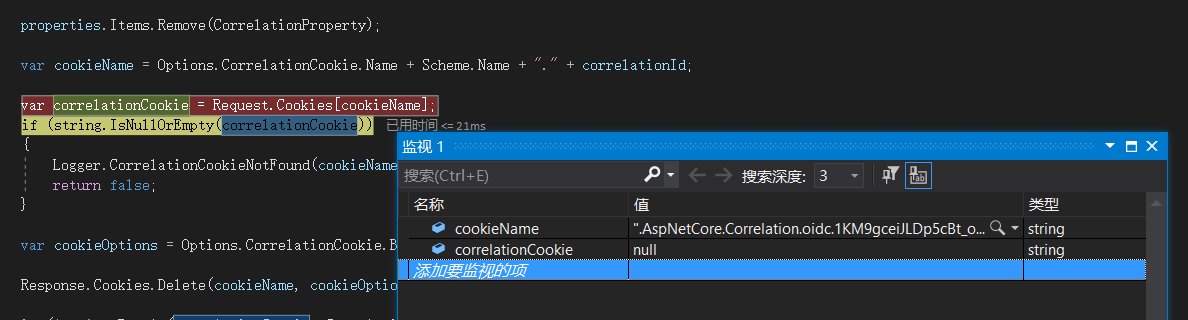 properties.Items.Remove(CorrelationProperty);
var cookieName = Options.CorrelationCookie.Name + Scheme.Name + "." + correlationId;
var correlationCookie = Request.Cookies[cookieName];
if (string.IsNullOrEmpty(correlationCookie)) 已用时间 <= 21ms
{
Logger.CorrelationCookieNotFound(cookieName
return false;
}
var cookieOptions = Options.CorrelationCookie.B
Response.Cookies.Delete(cookieName, cookieOptio
监视 1
搜索(Ctrl+E) 搜索深度: 3
名称 值 类型
cookieName ".AspNetCore.Correlation.oidc.1KM9gceiJLDp5cBt_o... string
correlationCookie null string
添加要监视的项